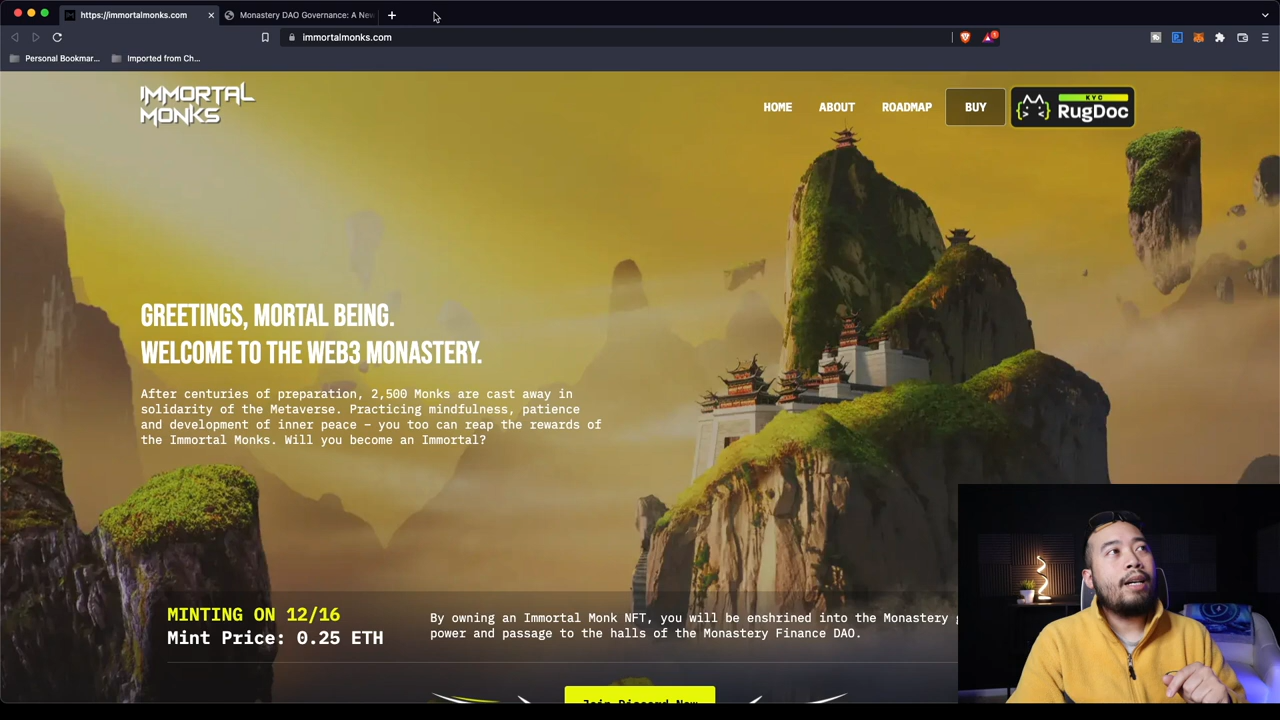 https://immortalmonks.com
Monastery DAO Governance: A New
immortalmonks.com
1
Personal Bookmar...
Imported from Ch...
IMMORTAL
MONKS
HOME
ABOUT
ROADMAP
BUY
KYC
RugDoc
GREETINGS, MORTAL BEING.
WELCOME TO THE WEB3 MONASTERY.
After centuries of preparation, 2,500 Monks are cast away in
solidarity of the Metaverse. Practicing mindfulness, patience
and development of inner peace – you too can reap the rewards of
the Immortal Monks. Will you become an Immortal?
MINTING ON 12/16
Mint Price: 0.25 ETH
By owning an Immortal Monk NFT, you will be enshrined into the Monastery
power and passage to the halls of the Monastery Finance DAO.
Join Discord Now